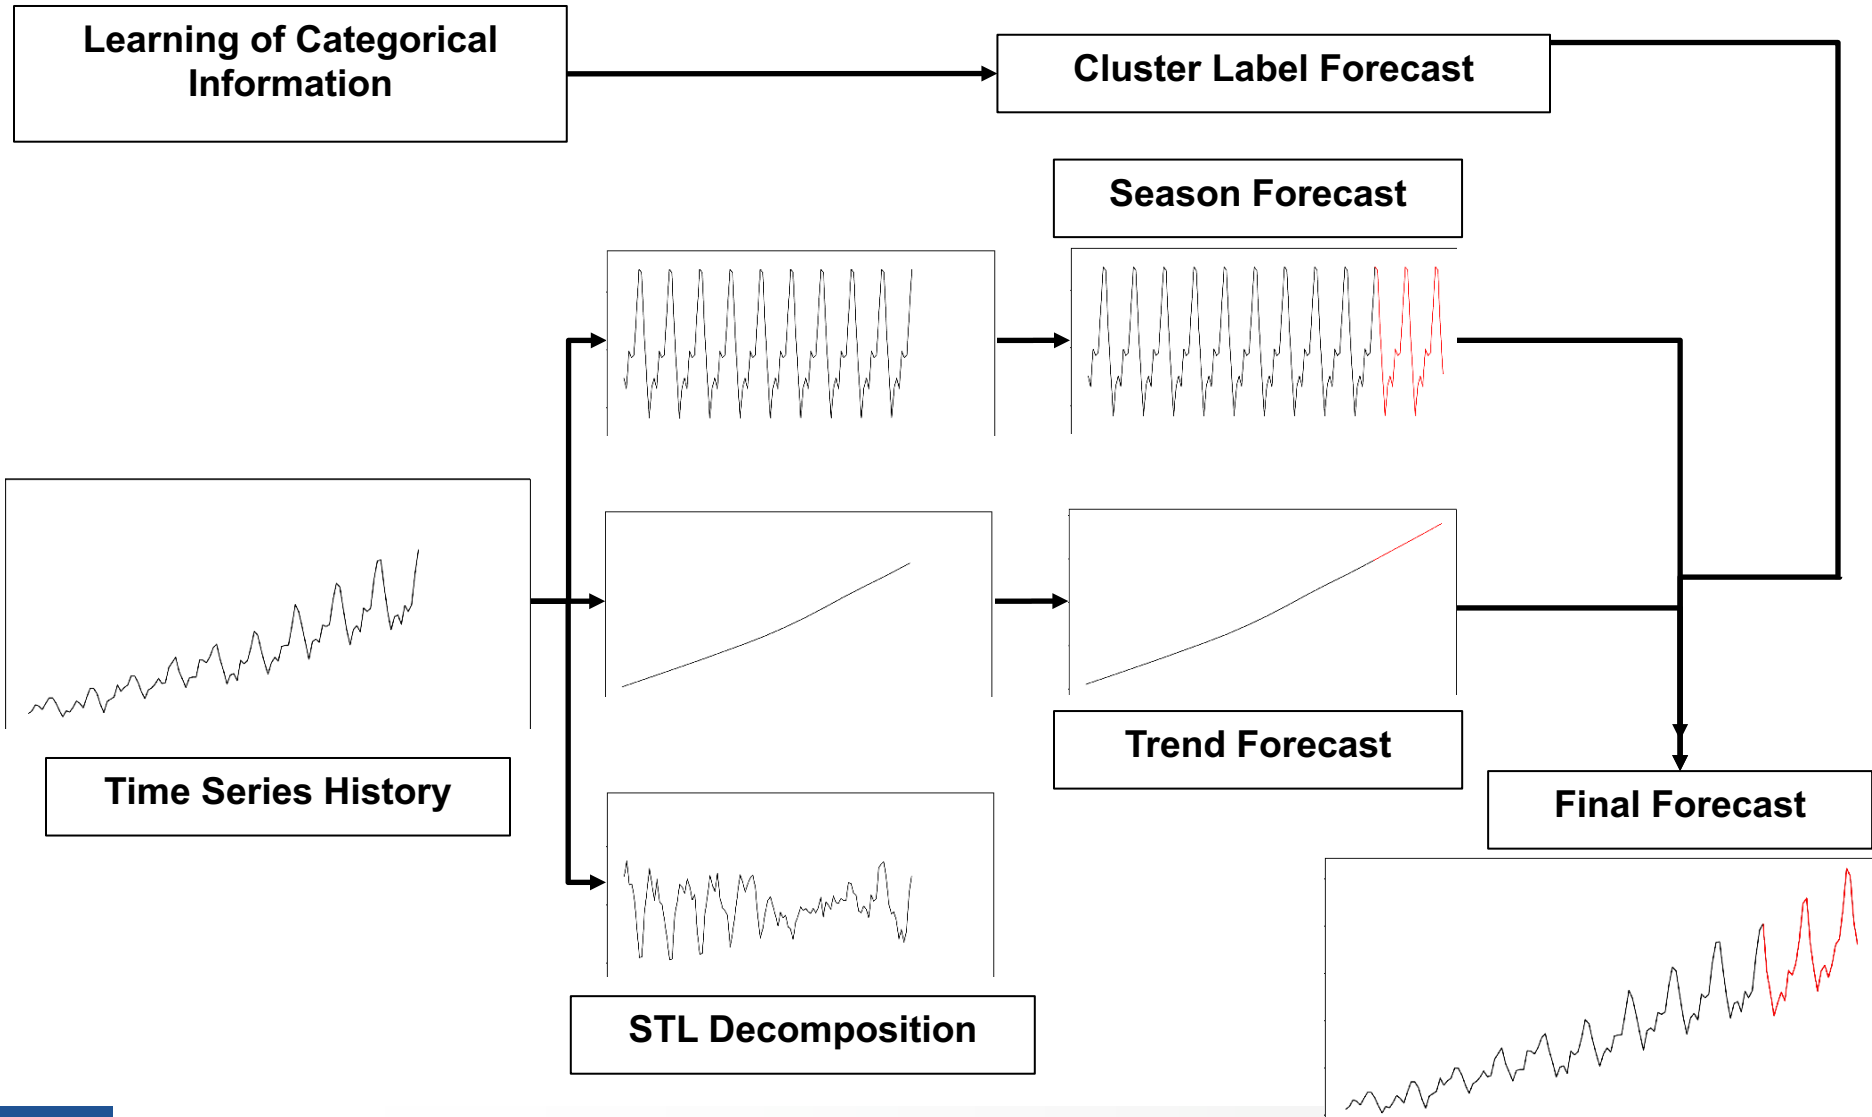 Learning of Categorical
Information
Cluster Label Forecast
Season Forecast
Time Series History
Trend Forecast
Final Forecast
STL Decomposition